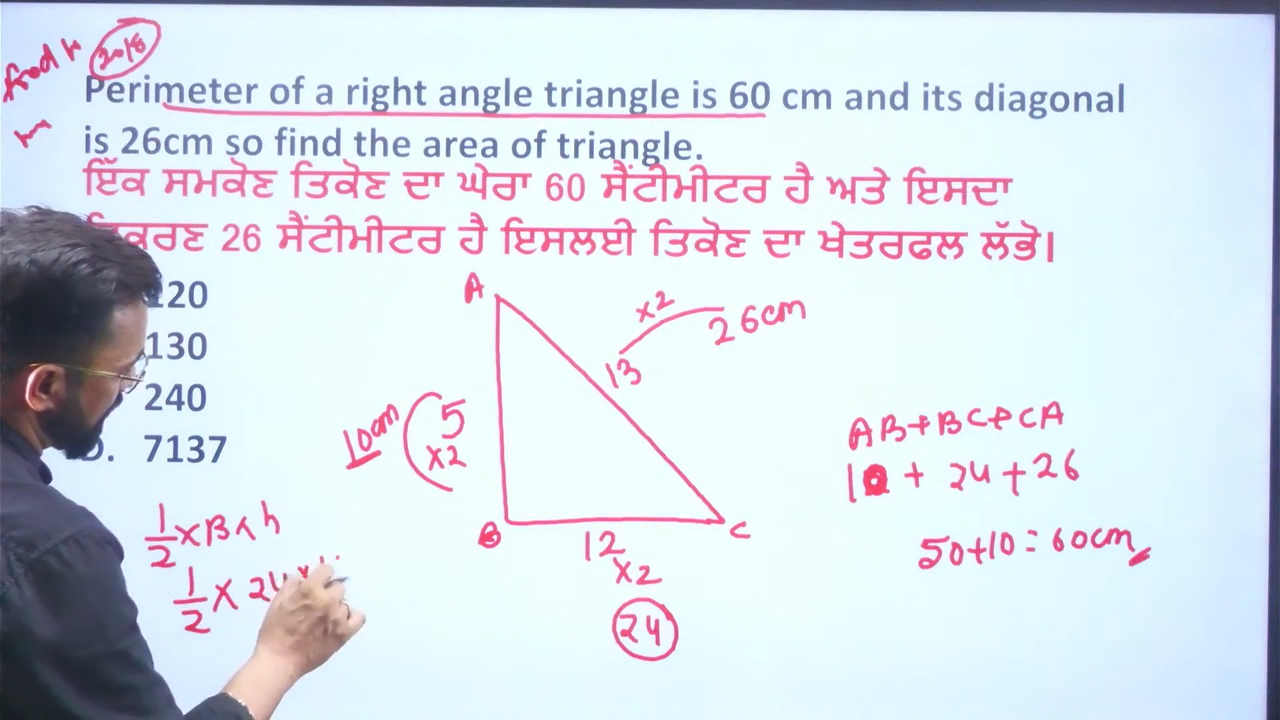 2018
Perimeter of a right angle triangle is 60 cm and its diagonal
is 26cm so find the area of triangle.
ਇੱਕ ਸਮਕੋਣ ਤਿਕੋਣ ਦਾ ਘੇਰਾ 60 ਸੈਂਟੀਮੀਟਰ ਹੈ ਅਤੇ ਇਸਦਾ
26 ਸੈਂਟੀਮੀਟਰ ਹੈ ਇਸਲਈ ਤਿਕੋਣ ਦਾ ਖੇਤਰਫਲ ਲੱਭੋ।
120
130
240
D. 7137
A
x2
26cm
13
10cm
5
x2
B
12
C
x2
24
AB+BC+CA
10 + 24+26
50+10=60cm
1/2 x B x h
1/2 x 24 x